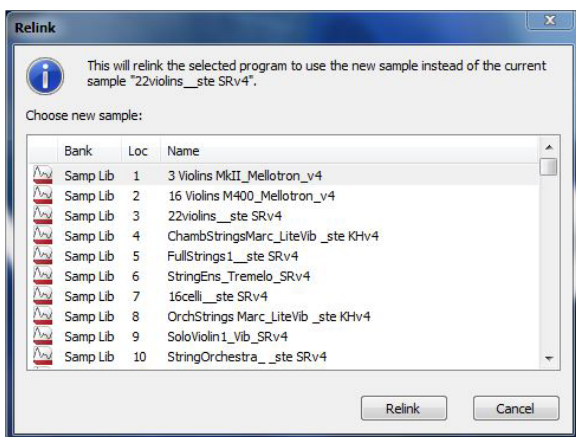 Relink
This will relink the selected program to use the new sample instead of the current
sample "22violins__ste SRv4".
Choose new sample:
Bank Loc Name
Samp Lib 1 3 Violins MkII_Mellotron_v4
Samp Lib 2 16 Violins M400_Mellotron_v4
Samp Lib 3 22violins__ste SRv4
Samp Lib 4 ChambStringsMarc_LiteVib _ste KHv4
Samp Lib 5 FullStrings1__ste SRv4
Samp Lib 6 StringEns_Tremelo_SRv4
Samp Lib 7 16celli__ste SRv4
Samp Lib 8 OrchStrings Marc_LiteVib _ste KHv4
Samp Lib 9 SoloViolin1_Vib_SRv4
Samp Lib 10 StringOrchestra_ _ste SRv4
Relink Cancel